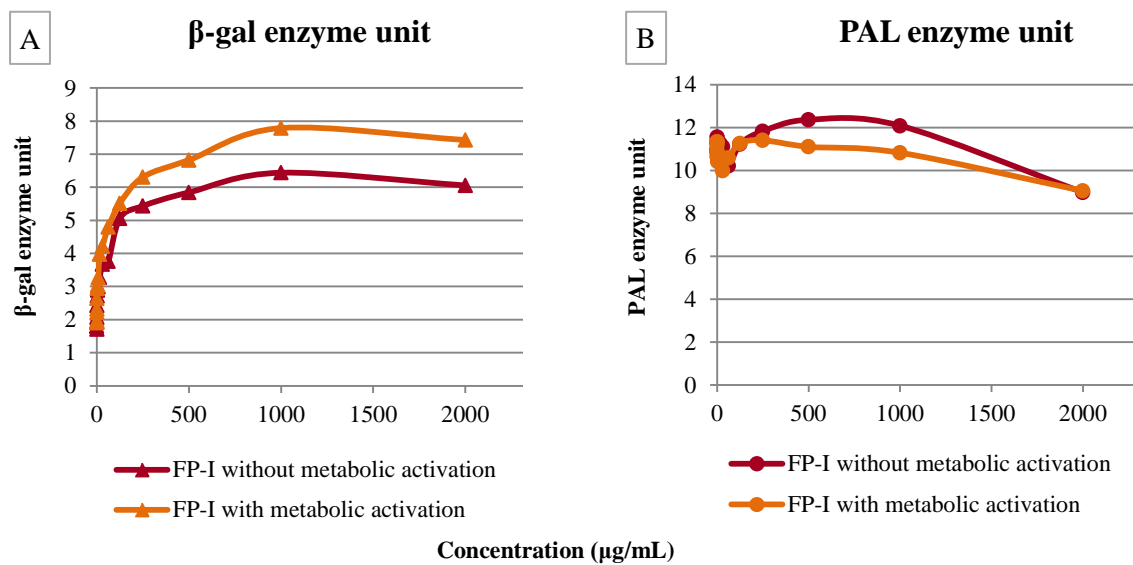 A
β-gal enzyme unit
β-gal enzyme unit
9
8
7
6
5
4
3
2
1
0
0 500 1000 1500 2000
FP-I without metabolic activation
FP-I with metabolic activation
B
PAL enzyme unit
PAL enzyme unit
14
12
10
8
6
4
2
0
0 500 1000 1500 2000
FP-I without metabolic activation
FP-I with metabolic activation
Concentration (µg/mL)